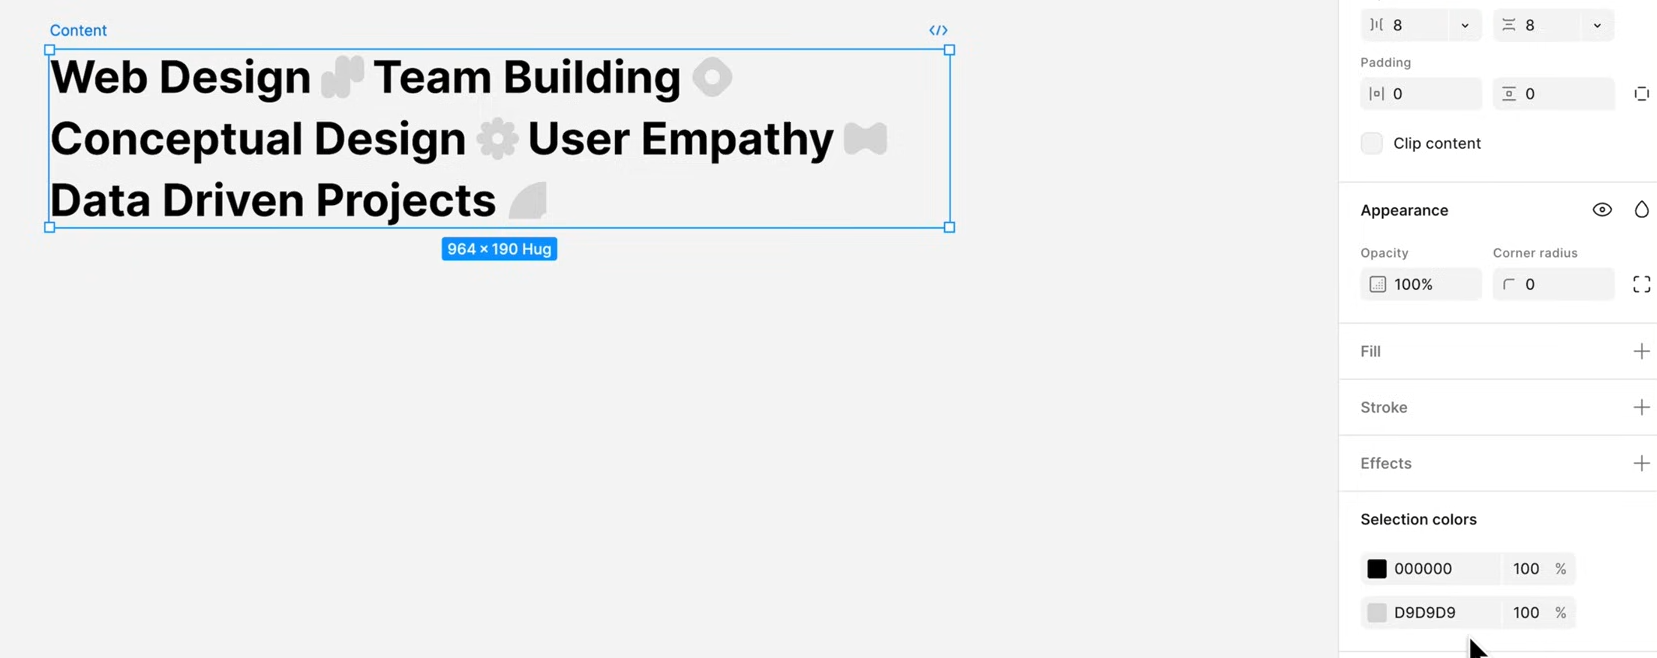 Content
</>
Web Design Team Building
Conceptual Design User Empathy
Data Driven Projects
964 × 190 Hug
8 8
Padding
0 0
Clip content
Appearance
Opacity Corner radius
100% 0
Fill
Stroke
Effects
Selection colors
000000 100 %
D9D9D9 100 %